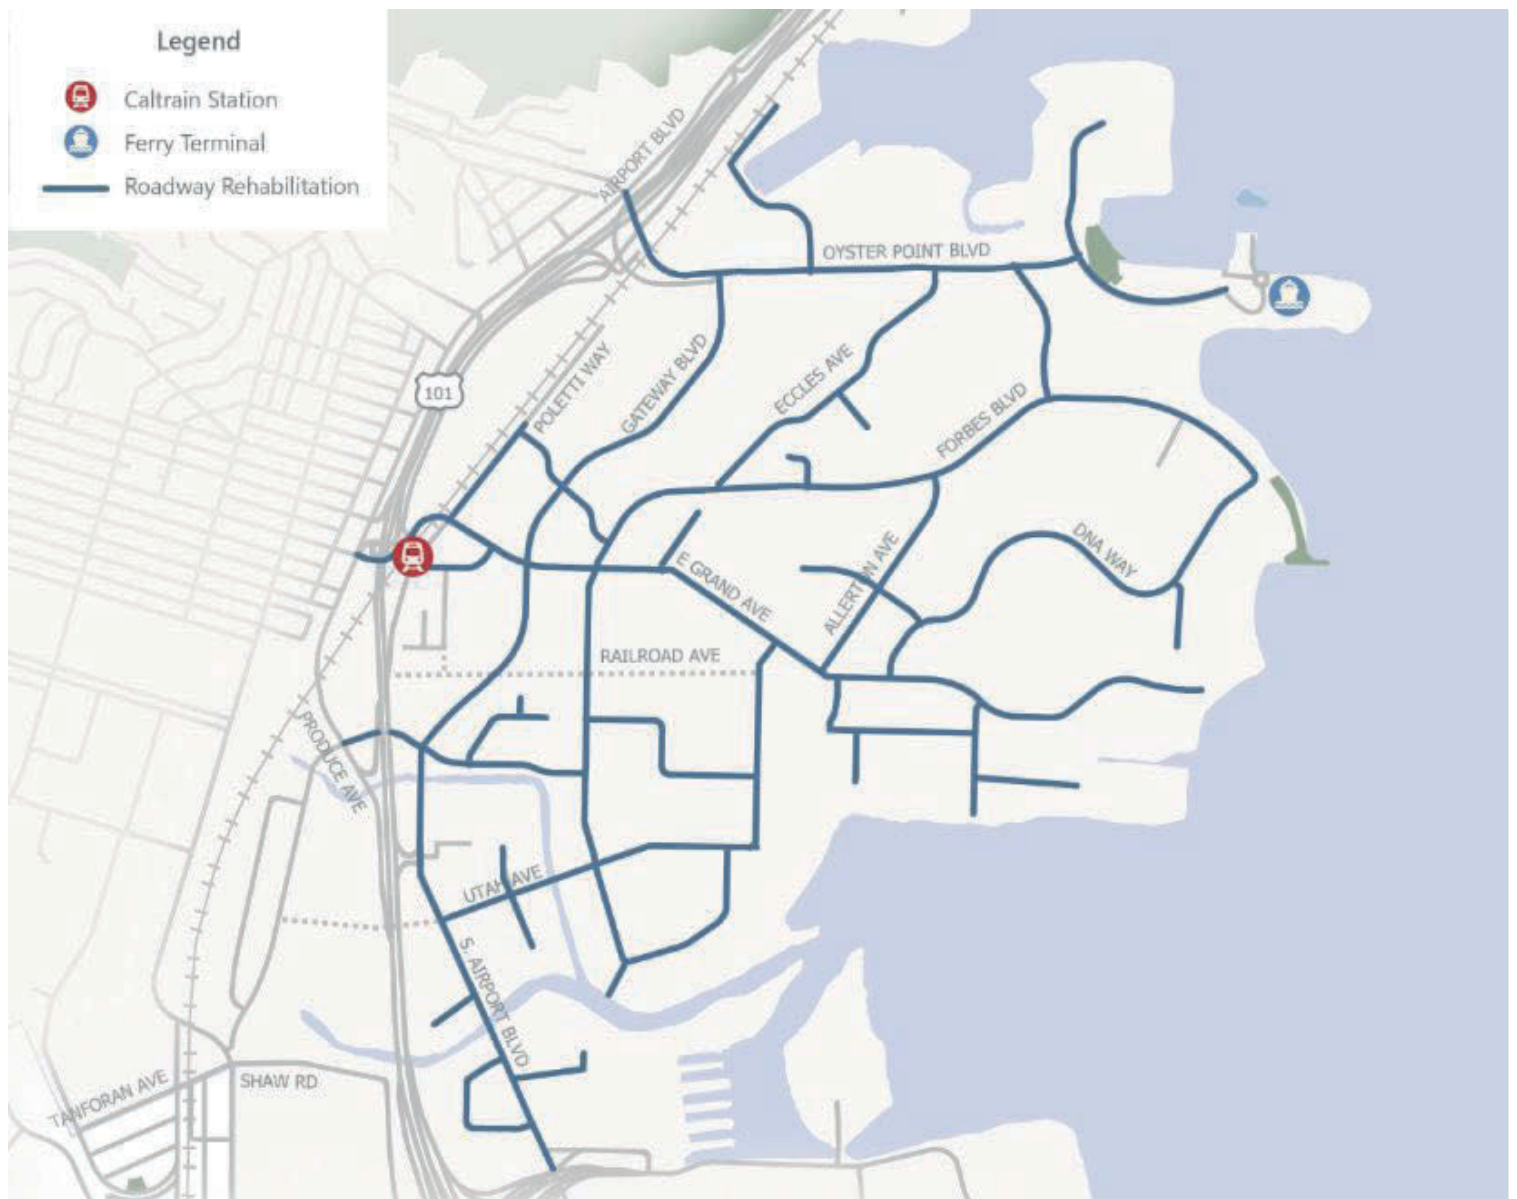 Legend
Caltrain Station
Ferry Terminal
Roadway Rehabilitation
AIRPORT BLVD
OYSTER POINT BLVD
101
POLETTI WAY
GATEWAY BLVD
ECCLES AVE
FORBES BLVD
E GRAND AVE
ALLERTON AVE
DNA WAY
RAILROAD AVE
PRODUCE AVE
UTAH AVE
S. AIRPORT BLVD
TANFORAN AVE
SHAW RD